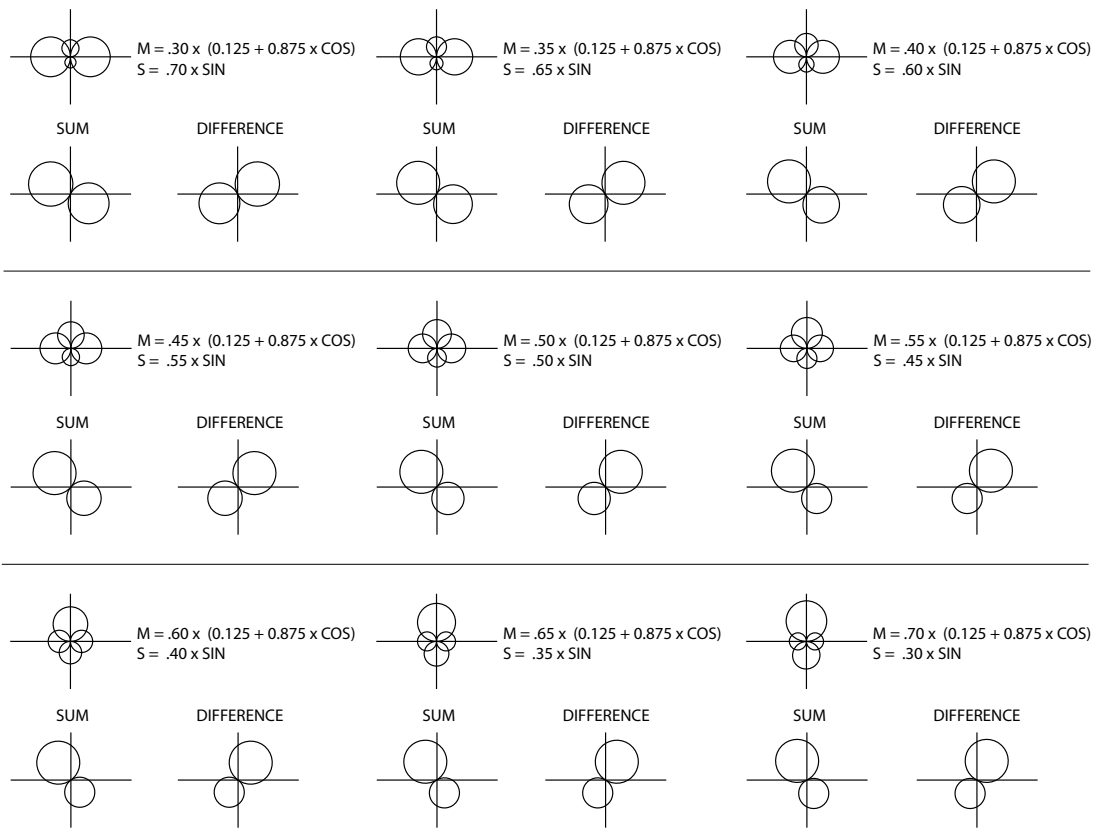 M = .30 x (0.125 + 0.875 x COS)
S = .70 x SIN
SUM DIFFERENCE
M = .35 x (0.125 + 0.875 x COS)
S = .65 x SIN
SUM DIFFERENCE
M = .40 x (0.125 + 0.875 x COS)
S = .60 x SIN
SUM DIFFERENCE
M = .45 x (0.125 + 0.875 x COS)
S = .55 x SIN
SUM DIFFERENCE
M = .50 x (0.125 + 0.875 x COS)
S = .50 x SIN
SUM DIFFERENCE
M = .55 x (0.125 + 0.875 x COS)
S = .45 x SIN
SUM DIFFERENCE
M = .60 x (0.125 + 0.875 x COS)
S = .40 x SIN
SUM DIFFERENCE
M = .65 x (0.125 + 0.875 x COS)
S = .35 x SIN
SUM DIFFERENCE
M = .70 x (0.125 + 0.875 x COS)
S = .30 x SIN
SUM DIFFERENCE